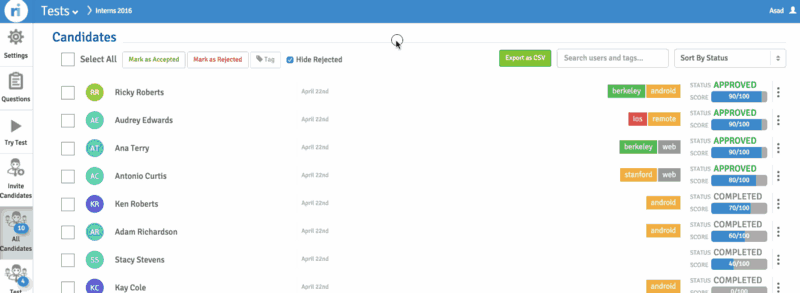 ri Tests Interns 2016 Asad
Candidates
Select All Mark as Accepted Mark as Rejected Tag Hide Rejected Export as CSV Search users and tags... Sort By Status
Settings
Questions
Try Test
Invite
Candidates
10
All
Candidates
4
Test
RR Ricky Roberts April 22nd berkeley android STATUS APPROVED
SCORE 90/100
AE Audrey Edwards April 22nd ios remote STATUS APPROVED
SCORE 90/100
AT Ana Terry April 22nd berkeley web STATUS APPROVED
SCORE 90/100
AC Antonio Curtis April 22nd stanford web STATUS APPROVED
SCORE 80/100
KR Ken Roberts April 22nd android STATUS COMPLETED
SCORE 70/100
AR Adam Richardson April 22nd android STATUS COMPLETED
SCORE 60/100
SS Stacy Stevens April 22nd STATUS COMPLETED
SCORE 40/100
KC Kay Cole April 22nd android STATUS COMPLETED
SCORE 0/100